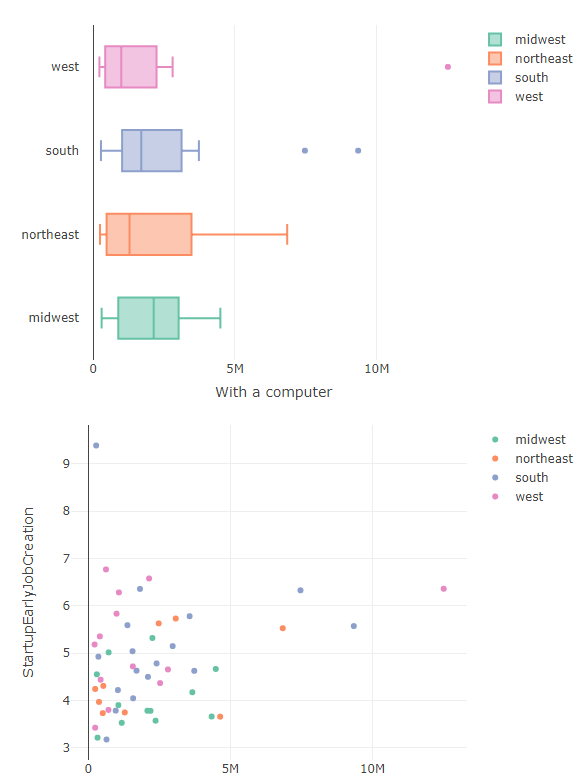 west
south
northeast
midwest
0
5M
10M
With a computer
midwest
northeast
south
west
StartupEarlyJobCreation
9
8
7
6
5
4
3
0
5M
10M
midwest
northeast
south
west